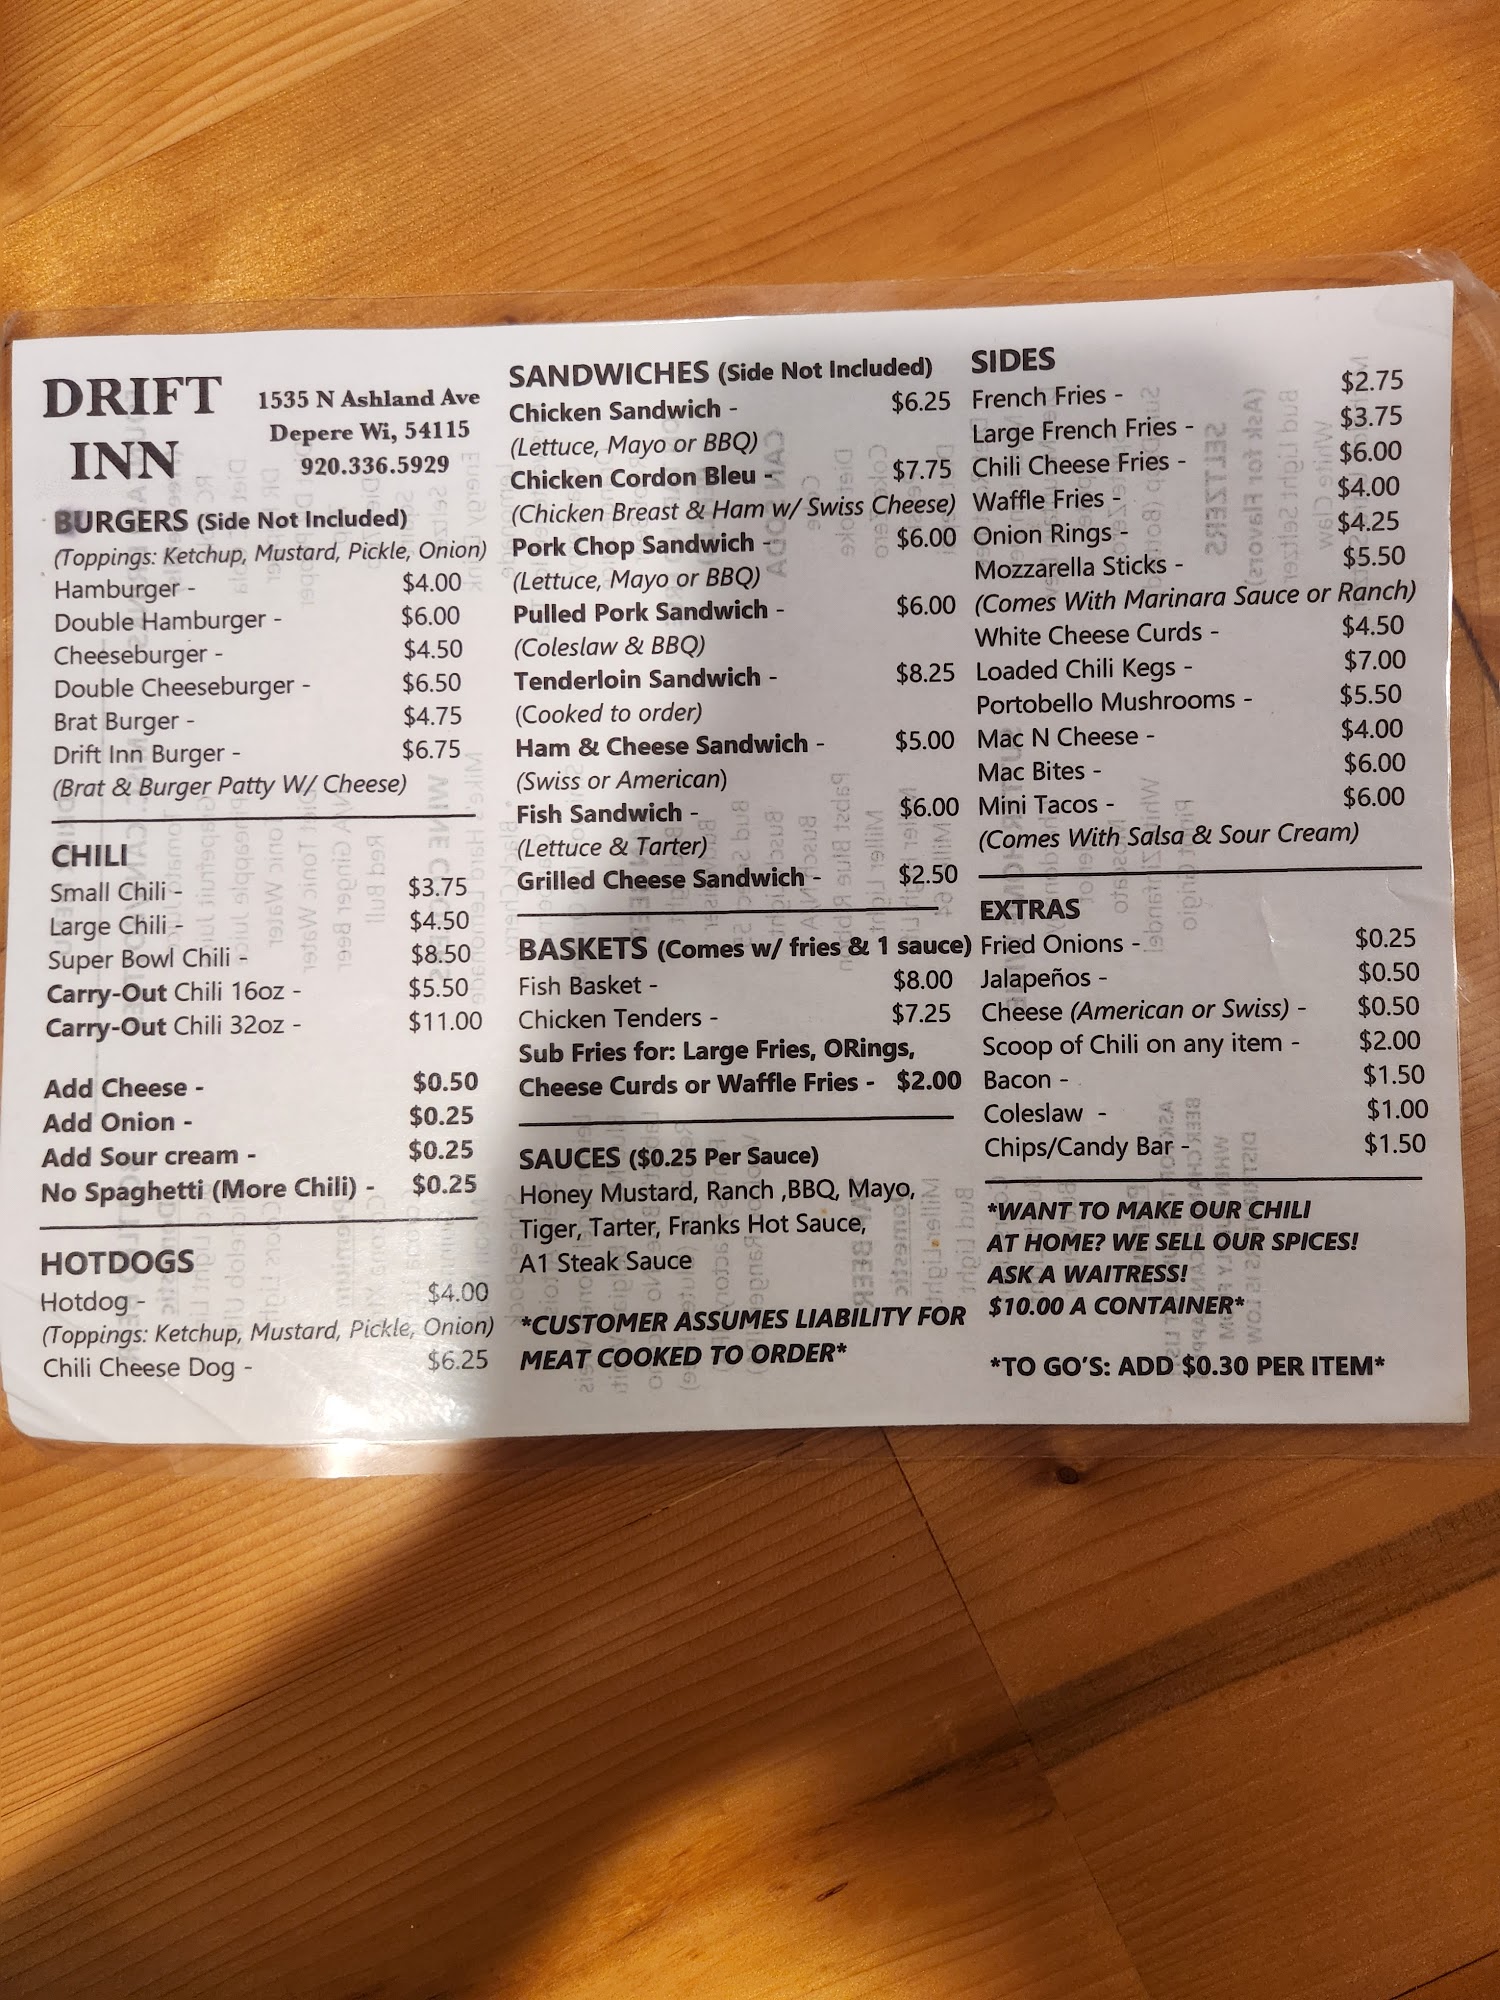 DRIFT
INN
1535 N Ashland Ave
Depere Wi, 54115
920.336.5929
BURGERS (Side Not Included)
(Toppings: Ketchup, Mustard, Pickle, Onion)
Hamburger - $4.00
Double Hamburger - $6.00
Cheeseburger - $4.50
Double Cheeseburger - $6.50
Brat Burger - $4.75
Drift Inn Burger - $6.75
(Brat & Burger Patty W/ Cheese)
CHILI
Small Chili - $3.75
Large Chili - $4.50
Super Bowl Chili - $8.50
Carry-Out Chili 16oz - $5.50
Carry-Out Chili 32oz - $11.00
Add Cheese - $0.50
Add Onion - $0.25
Add Sour cream - $0.25
No Spaghetti (More Chili) - $0.25
HOTDOGS
Hotdog - $4.00
(Toppings: Ketchup, Mustard, Pickle, Onion)
Chili Cheese Dog - $6.25
SANDWICHES (Side Not Included)
Chicken Sandwich - $6.25
(Lettuce, Mayo or BBQ)
Chicken Cordon Bleu - $7.75
(Chicken Breast & Ham w/ Swiss Cheese)
Pork Chop Sandwich - $6.00
(Lettuce, Mayo or BBQ)
Pulled Pork Sandwich - $6.00
(Coleslaw & BBQ)
Tenderloin Sandwich - $8.25
(Cooked to order)
Ham & Cheese Sandwich - $5.00
(Swiss or American)
Fish Sandwich - $6.00
(Lettuce & Tarter)
Grilled Cheese Sandwich - $2.50
BASKETS (Comes w/ fries & 1 sauce)
Fish Basket - $8.00
Chicken Tenders - $7.25
Sub Fries for: Large Fries, ORings,
Cheese Curds or Waffle Fries - $2.00
SAUCES ($0.25 Per Sauce)
Honey Mustard, Ranch ,BBQ, Mayo,
Tiger, Tarter, Franks Hot Sauce,
A1 Steak Sauce
*CUSTOMER ASSUMES LIABILITY FOR
MEAT COOKED TO ORDER*
SIDES
French Fries - $2.75
Large French Fries - $3.75
Chili Cheese Fries - $6.00
Waffle Fries - $4.00
Onion Rings - $4.25
Mozzarella Sticks - $5.50
(Comes With Marinara Sauce or Ranch)
White Cheese Curds - $4.50
Loaded Chili Kegs - $7.00
Portobello Mushrooms - $5.50
Mac N Cheese - $4.00
Mac Bites - $6.00
Mini Tacos - $6.00
(Comes With Salsa & Sour Cream)
EXTRAS
Fried Onions - $0.25
Jalapeños - $0.50
Cheese (American or Swiss) - $0.50
Scoop of Chili on any item - $2.00
Bacon - $1.50
Coleslaw - $1.00
Chips/Candy Bar - $1.50
*WANT TO MAKE OUR CHILI
AT HOME? WE SELL OUR SPICES!
ASK A WAITRESS!
$10.00 A CONTAINER*
*TO GO'S: ADD $0.30 PER ITEM*